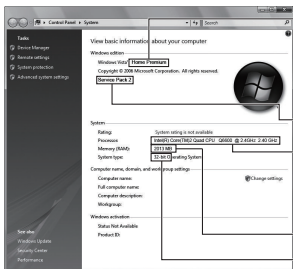 Control Panel ▸ System
Search
Tasks
Device Manager
Remote settings
System protection
Advanced system settings
View basic information about your computer
Windows edition
Windows Vista™ Home Premium
Copyright © 2006 Microsoft Corporation. All rights reserved.
Service Pack 2
System
Rating: System rating is not available
Processor: Intel(R) Core(TM)2 Quad CPU Q6600 @ 2.4GHz 2.40 GHz
Memory (RAM): 2013 MB
System type: 32-bit Operating System
Computer name, domain, and workgroup settings
Computer name: Change settings
Full computer name:
Computer description:
Workgroup:
Windows activation
Status Not Available
Product ID:
See also
Windows Update
Security Center
Performance